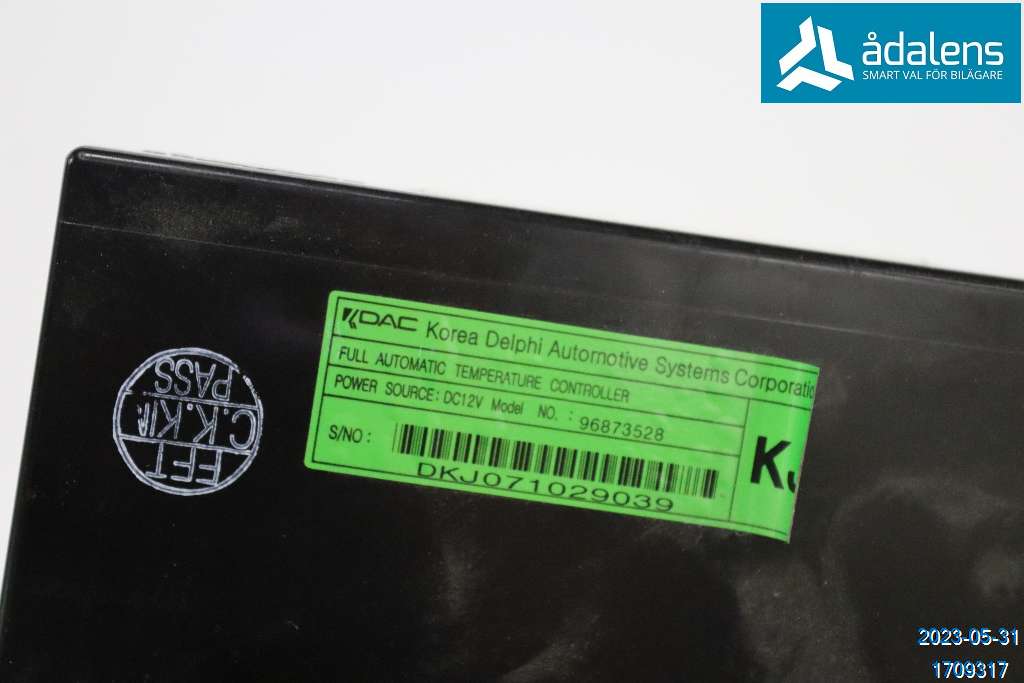 ådalens
SMART VAL FÖR BILÄGARE
KDAC Korea Delphi Automotive Systems Corporatio
FULL AUTOMATIC TEMPERATURE CONTROLLER
POWER SOURCE: DC12V Model NO. : 96873528
S/NO :
DKJ071029039
KJ
EFT
C.K.KIM
PASS
2023-05-31
1709317